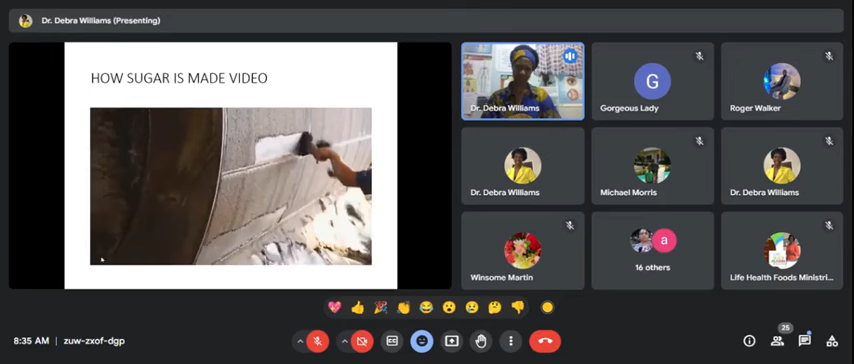 Dr. Debra Williams (Presenting)
HOW SUGAR IS MADE VIDEO
Dr. Debra Williams
G
Gorgeous Lady
Roger Walker
Dr. Debra Williams
Michael Morris
Dr. Debra Williams
Winsome Martin
a
16 others
Life Health Foods Ministri...
8:35 AM | zuw-zxof-dgp
CC
25